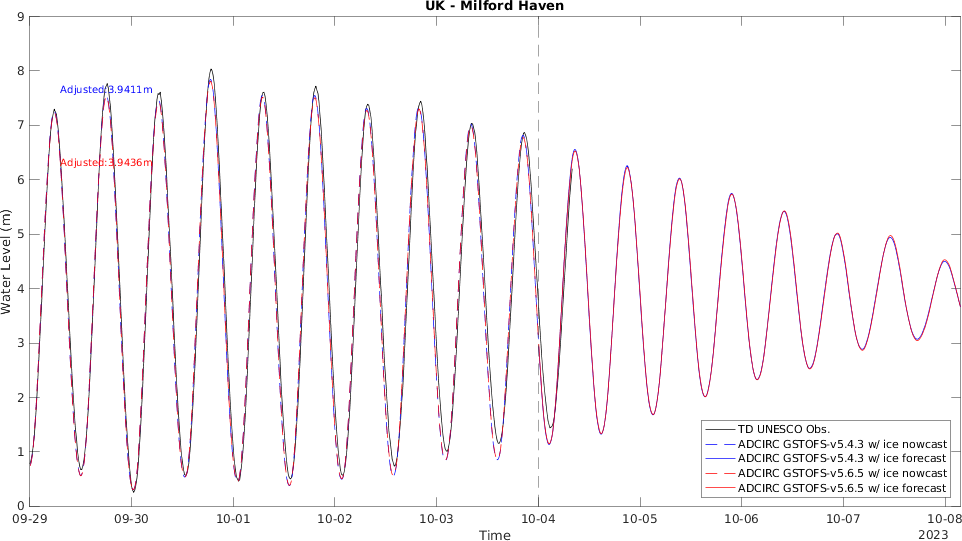 UK - Milford Haven
9
8
7
6
5
4
3
2
1
0
Water Level (m)
Adjusted:3.9411m
Adjusted:3.9436m
TD UNESCO Obs.
ADCIRC GSTOFS-v5.4.3 w/ ice nowcast
ADCIRC GSTOFS-v5.4.3 w/ ice forecast
ADCIRC GSTOFS-v5.6.5 w/ ice nowcast
ADCIRC GSTOFS-v5.6.5 w/ ice forecast
09-29 09-30 10-01 10-02 10-03 10-04 10-05 10-06 10-07 10-08
Time
2023